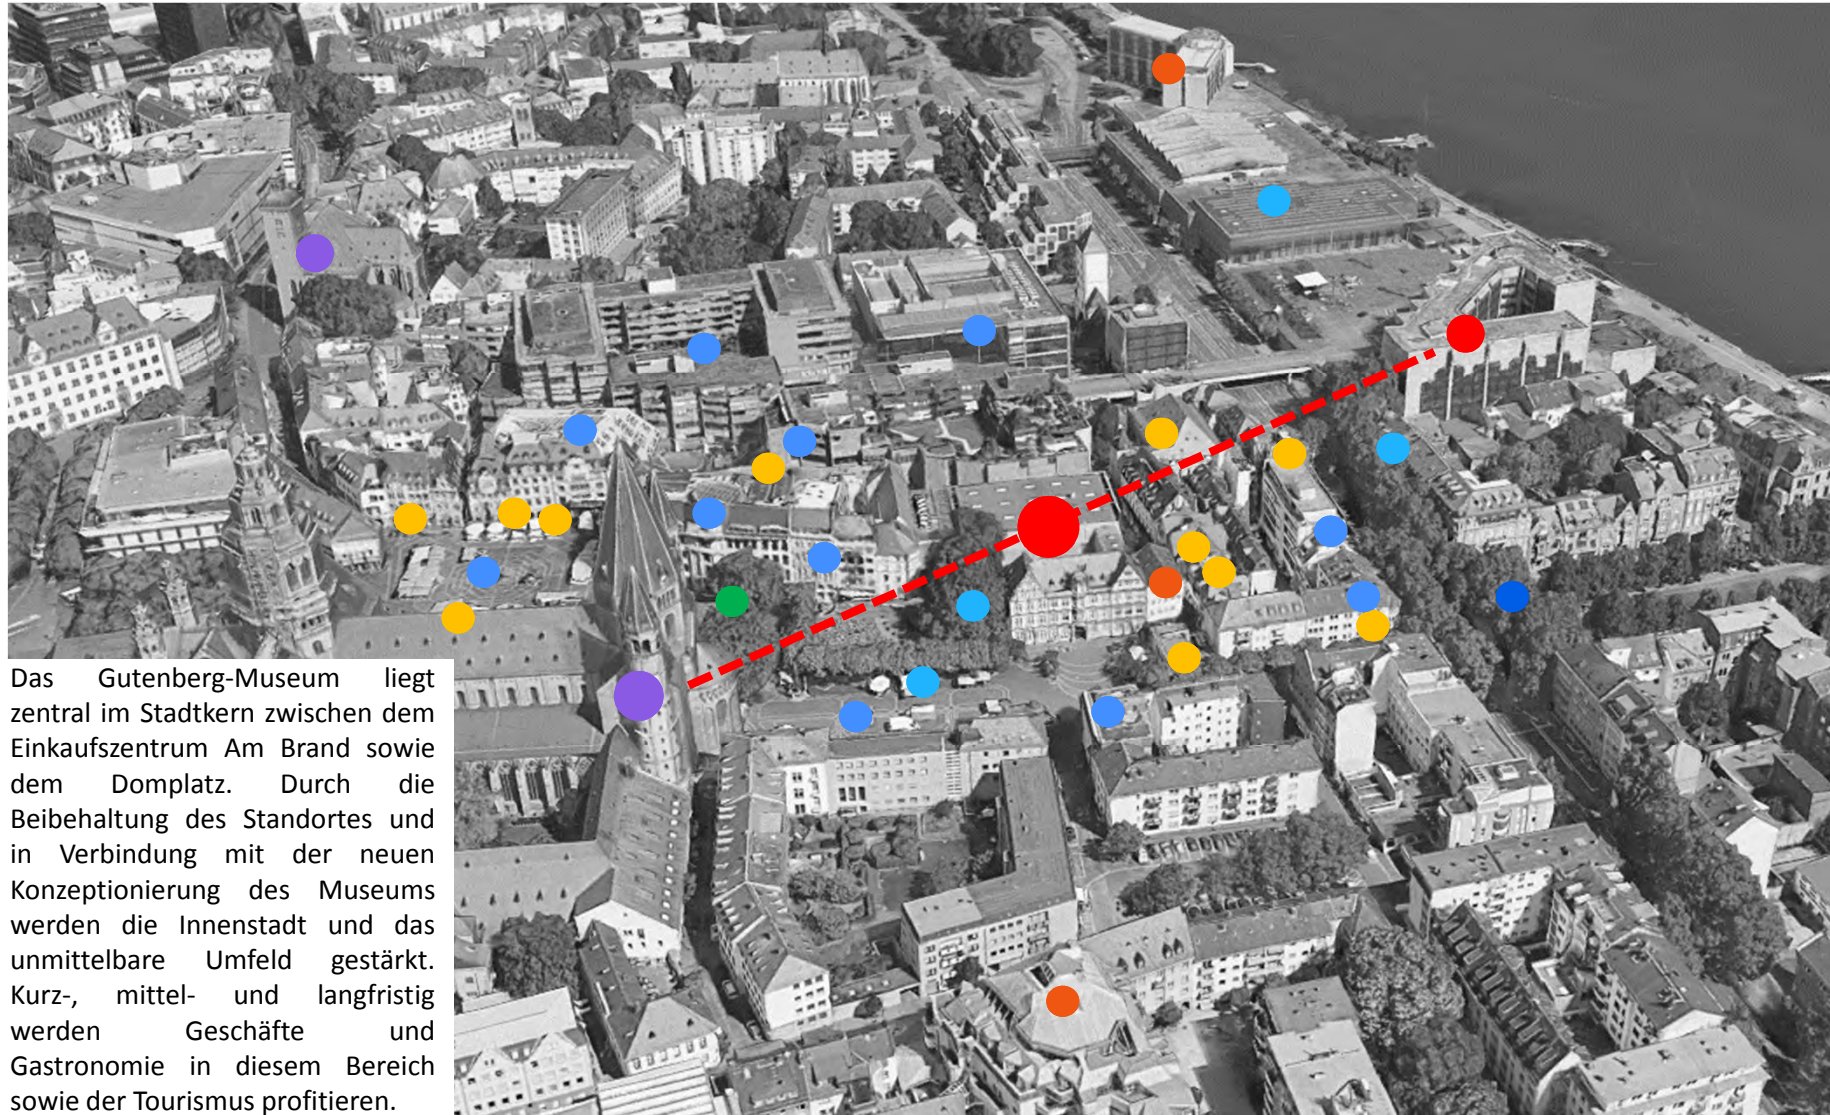 Das Gutenberg-Museum liegt
zentral im Stadtkern zwischen dem
Einkaufszentrum Am Brand sowie
dem Domplatz. Durch die
Beibehaltung des Standortes und
in Verbindung mit der neuen
Konzeptionierung des Museums
werden die Innenstadt und das
unmittelbare Umfeld gestärkt.
Kurz-, mittel- und langfristig
werden Geschäfte und
Gastronomie in diesem Bereich
sowie der Tourismus profitieren.